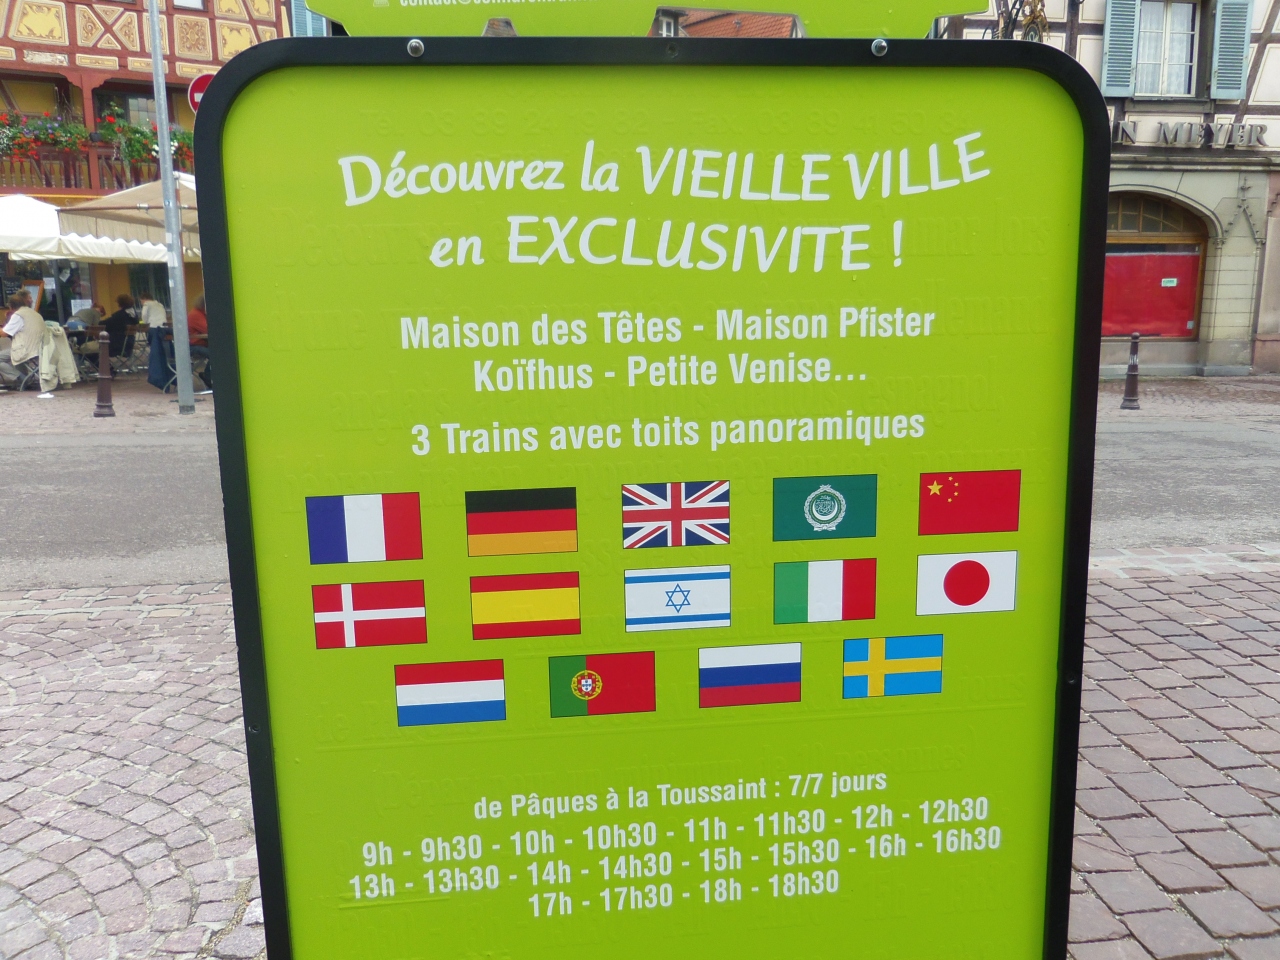 Découvrez la VIEILLE VILLE
en EXCLUSIVITE !
Maison des Têtes - Maison Pfister
Koïfhus - Petite Venise...
3 Trains avec toits panoramiques
de Pâques à la Toussaint : 7/7 jours
9h - 9h30 - 10h - 10h30 - 11h - 11h30 - 12h - 12h30
13h - 13h30 - 14h - 14h30 - 15h - 15h30 - 16h - 16h30
17h - 17h30 - 18h - 18h30
MEYER